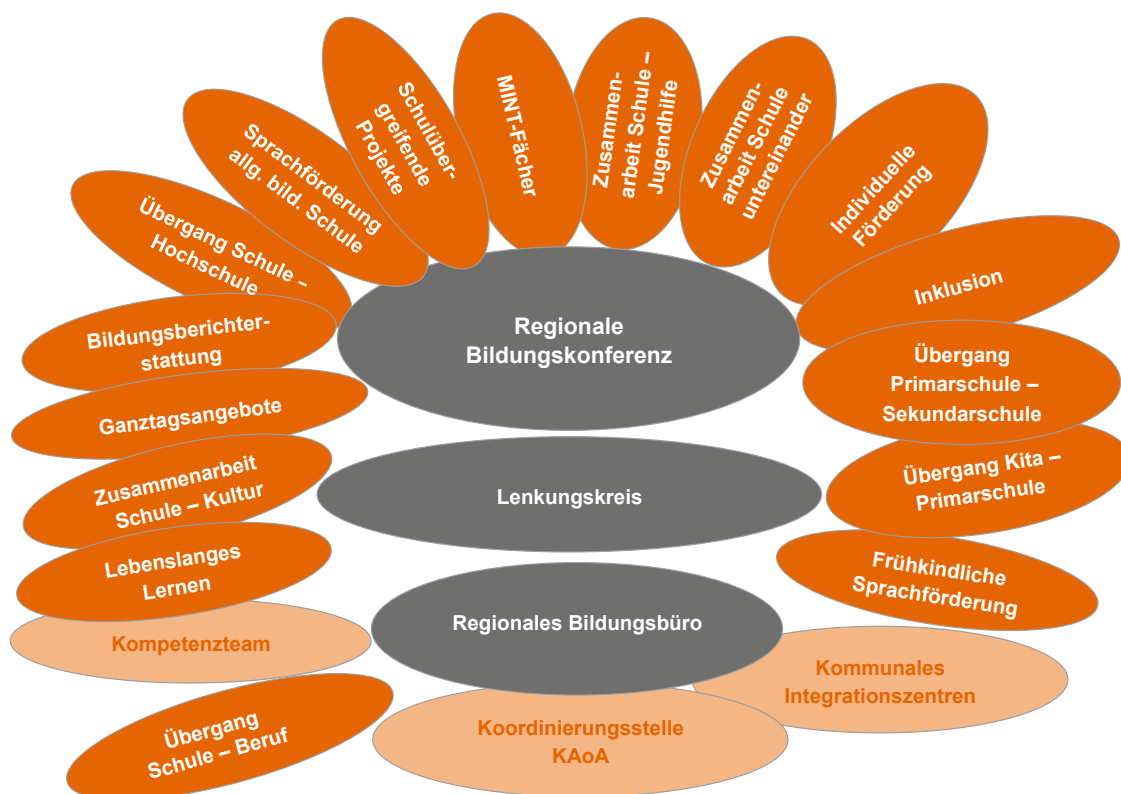 Schulüber-
greifende
Projekte
MINT-Fächer
Zusammen-
arbeit Schule –
Jugendhilfe
Zusammen-
arbeit Schule
untereinander
Sprachförderung
allg. bild. Schule
Individuelle
Förderung
Übergang Schule –
Hochschule
Inklusion
Bildungsberichter-
stattung
Regionale
Bildungskonferenz
Übergang
Primarschule –
Sekundarschule
Ganztagsangebote
Zusammenarbeit
Schule – Kultur
Lenkungskreis
Übergang Kita –
Primarschule
Lebenslanges
Lernen
Frühkindliche
Sprachförderung
Kompetenzteam
Regionales Bildungsbüro
Kommunales
Integrationszentren
Übergang
Schule – Beruf
Koordinierungsstelle
KAoA